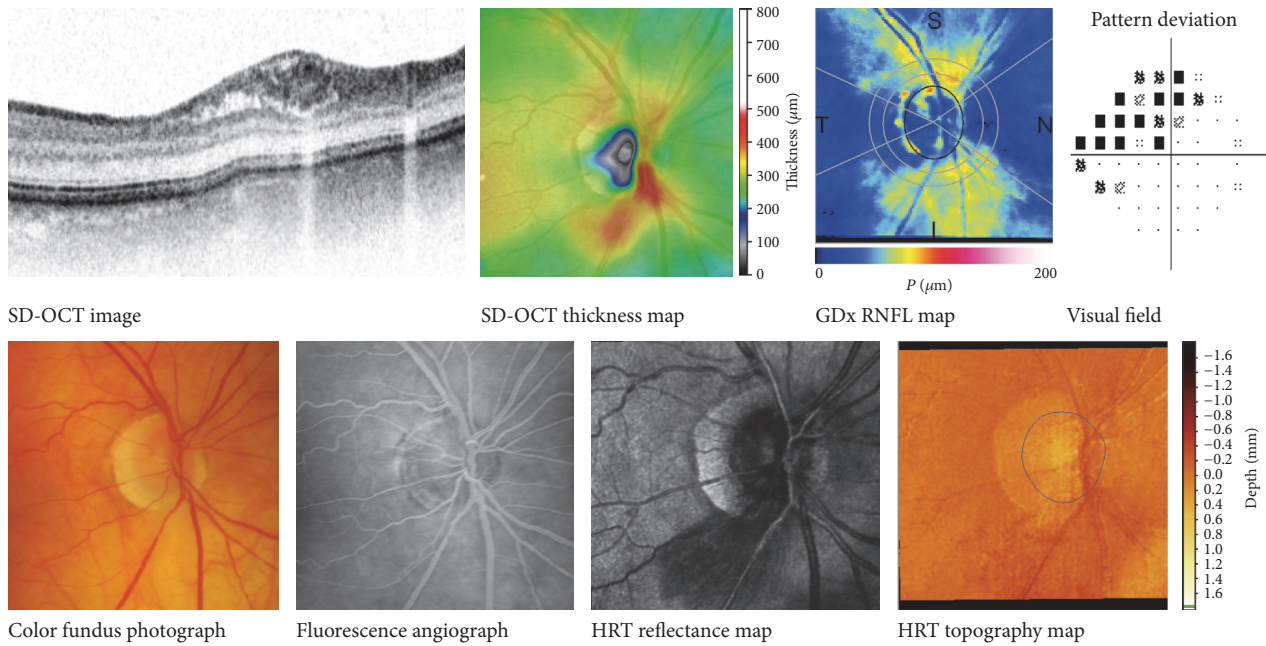 800
700
600
500
400
300
200
100
0
Thickness (μm)
S
T
N
I
0
200
P (μm)
Pattern deviation
SD-OCT image
SD-OCT thickness map
GDx RNFL map
Visual field
−1.6
−1.4
−1.2
−1.0
−0.8
−0.6
−0.4
−0.2
0.0
0.2
0.4
0.6
0.8
1.2
1.0
1.4
1.6
Depth (mm)
Color fundus photograph
Fluorescence angiograph
HRT reflectance map
HRT topography map